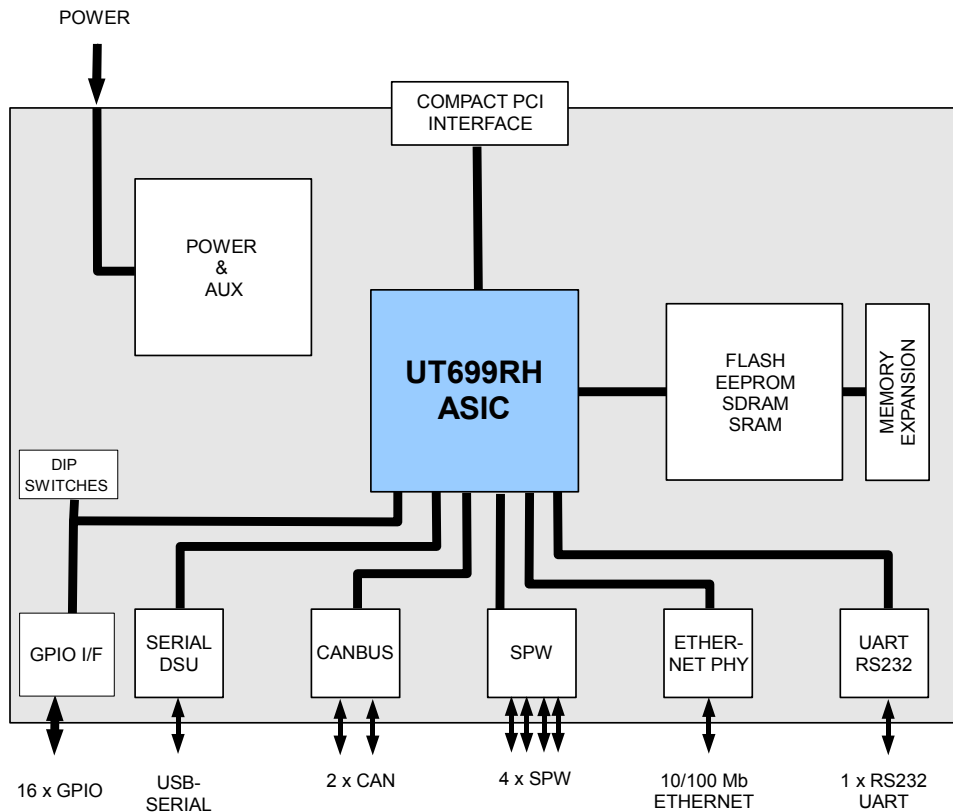 POWER
COMPACT PCI
INTERFACE
POWER
&
AUX
UT699RH
ASIC
FLASH
EEPROM
SDRAM
SRAM
MEMORY
EXPANSION
DIP
SWITCHES
GPIO I/F
SERIAL
DSU
CANBUS
SPW
ETHER-
NET PHY
UART
RS232
16 x GPIO
USB-
SERIAL
2 x CAN
4 x SPW
10/100 Mb
ETHERNET
1 x RS232
UART